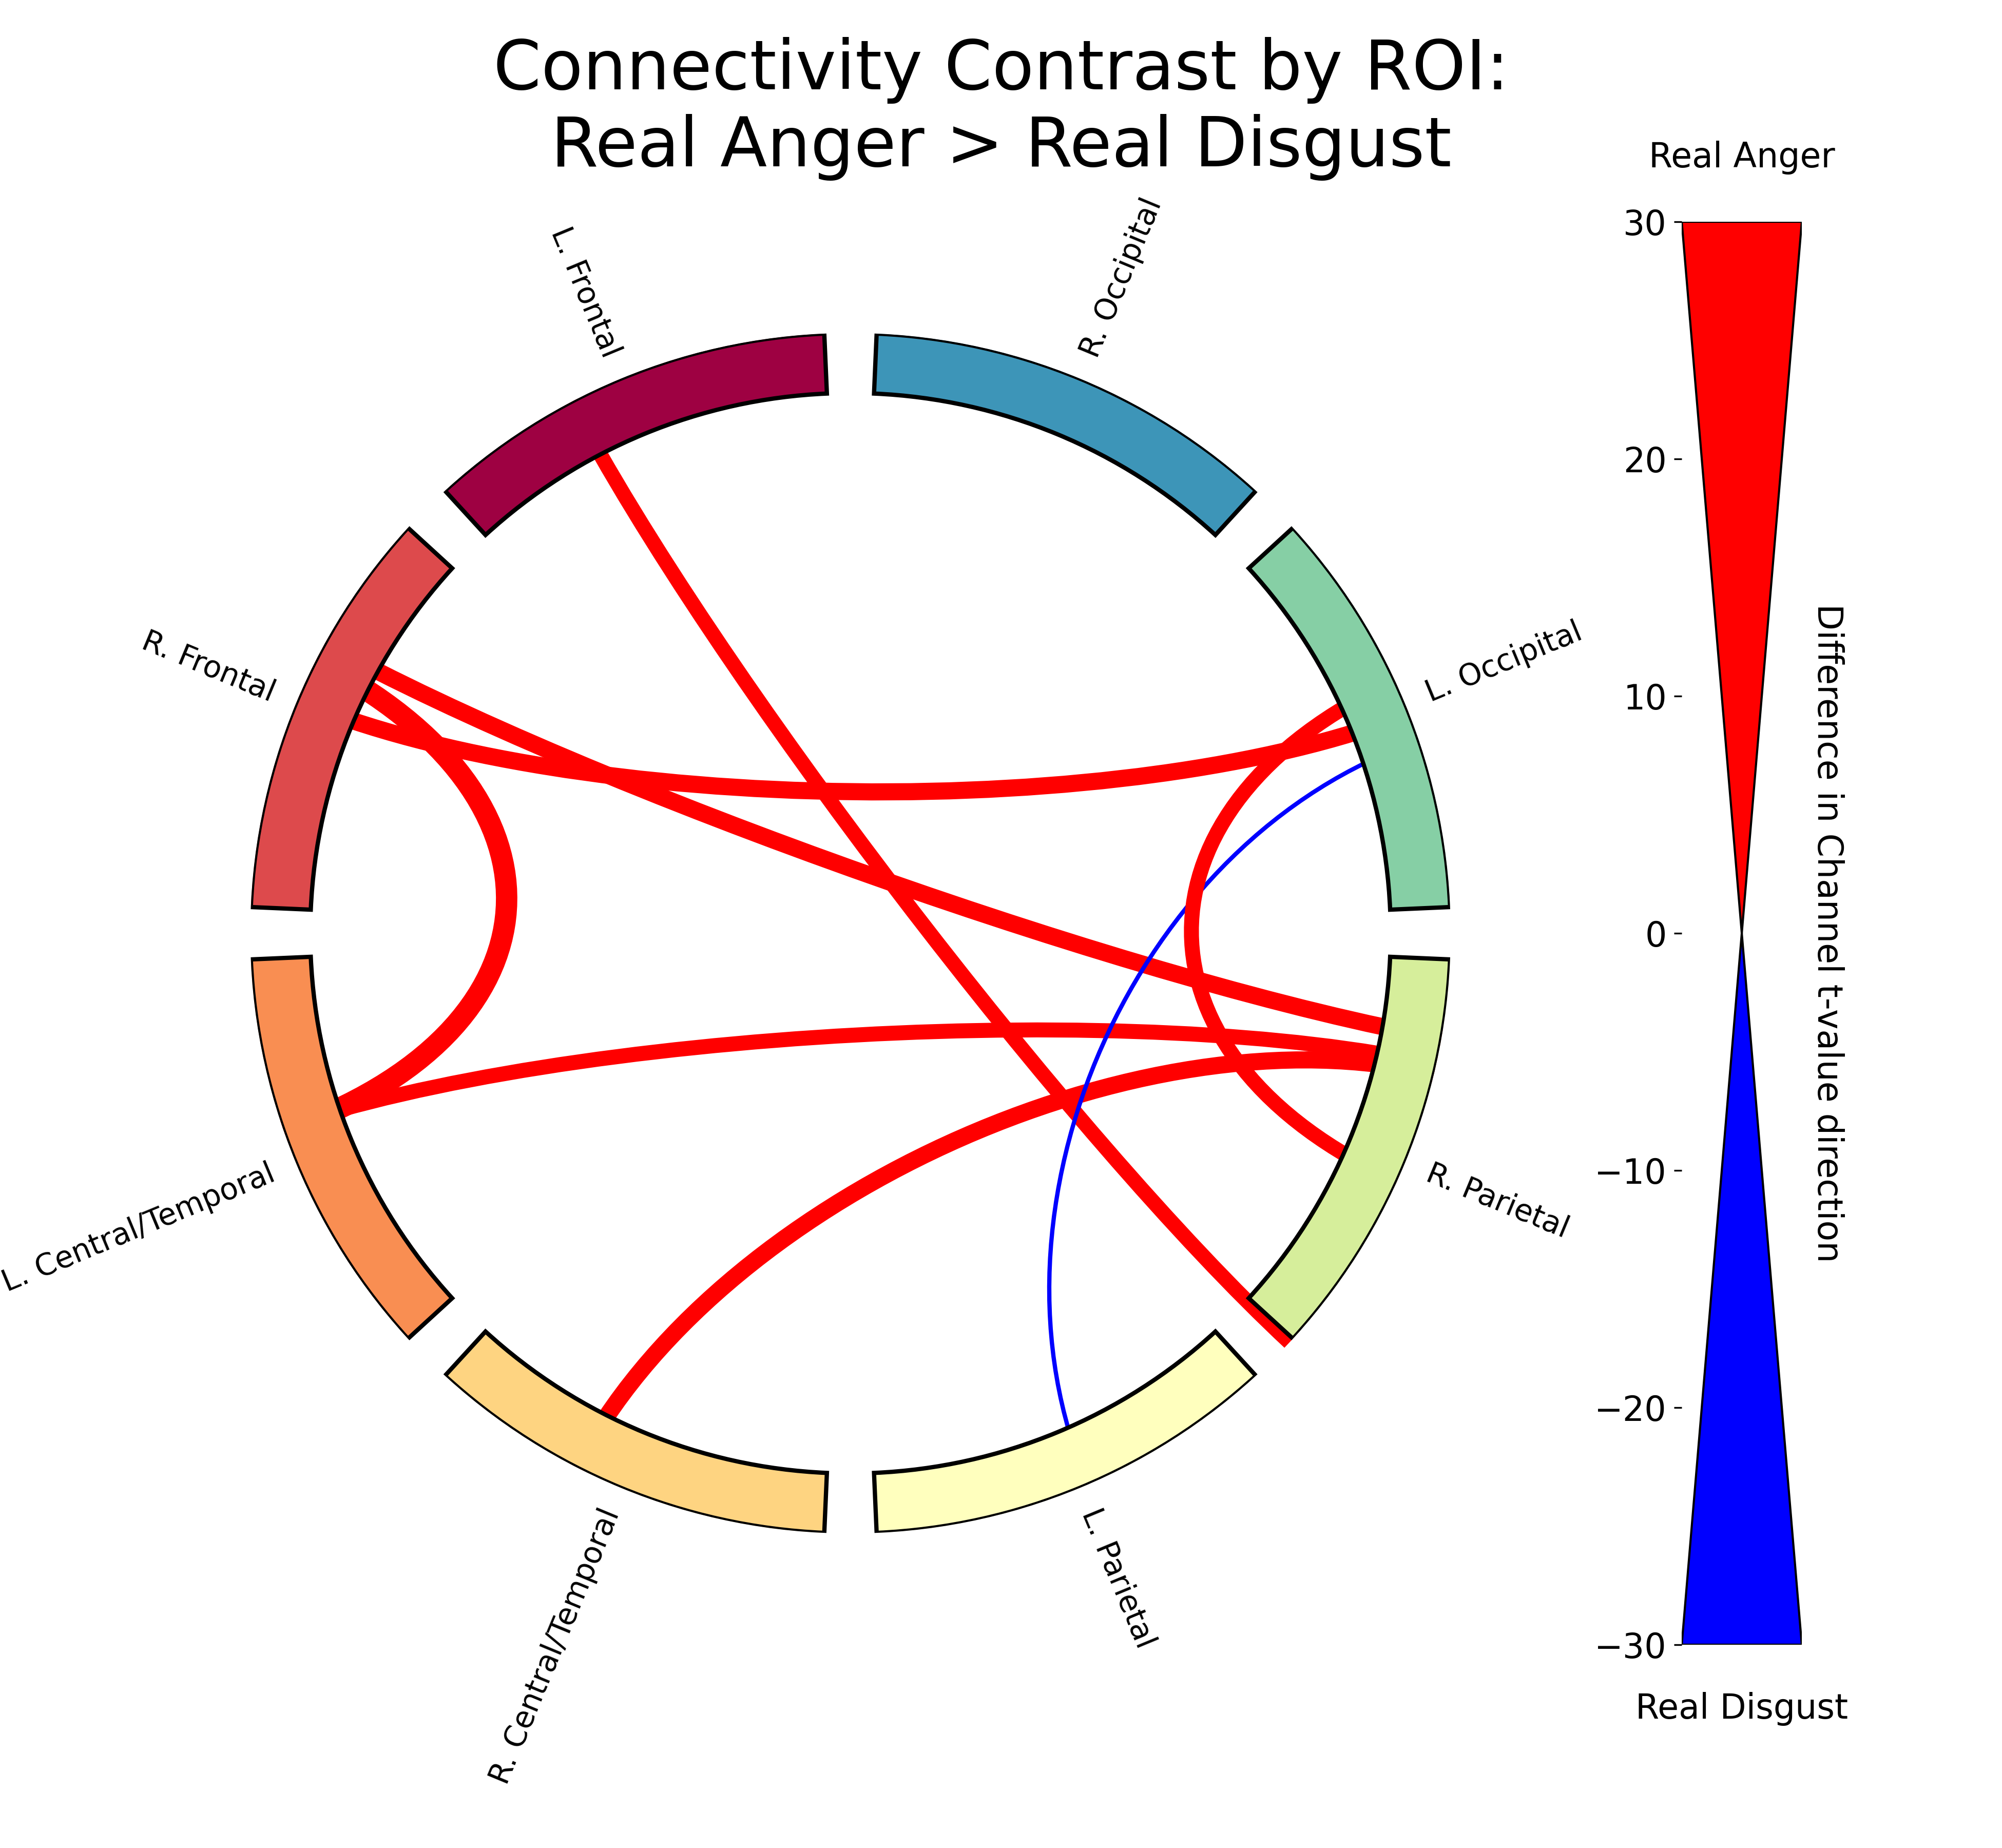 Connectivity Contrast by ROI:
Real Anger > Real Disgust
Real Anger
30
20
10
0
−10
−20
−30
Real Disgust
Difference in Channel t-value direction
L. Frontal
R. Occipital
R. Frontal
L. Occipital
L. Central/Temporal
R. Parietal
R. Central/Temporal
L. Parietal